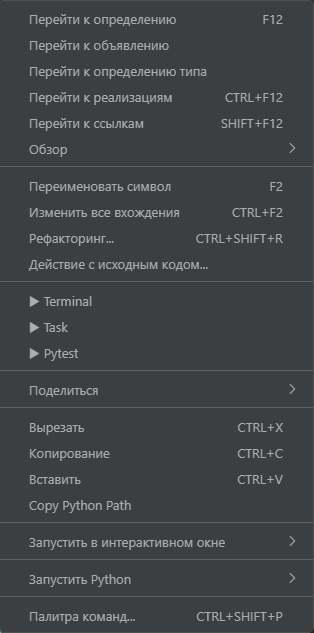 Перейти к определению F12
Перейти к объявлению
Перейти к определению типа
Перейти к реализациям CTRL+F12
Перейти к ссылкам SHIFT+F12
Обзор
Переименовать символ F2
Изменить все вхождения CTRL+F2
Рефакторинг... CTRL+SHIFT+R
Действие с исходным кодом...
▶ Terminal
▶ Task
▶ Pytest
Поделиться
Вырезать CTRL+X
Копирование CTRL+C
Вставить CTRL+V
Copy Python Path
Запустить в интерактивном окне
Запустить Python
Палитра команд... CTRL+SHIFT+P